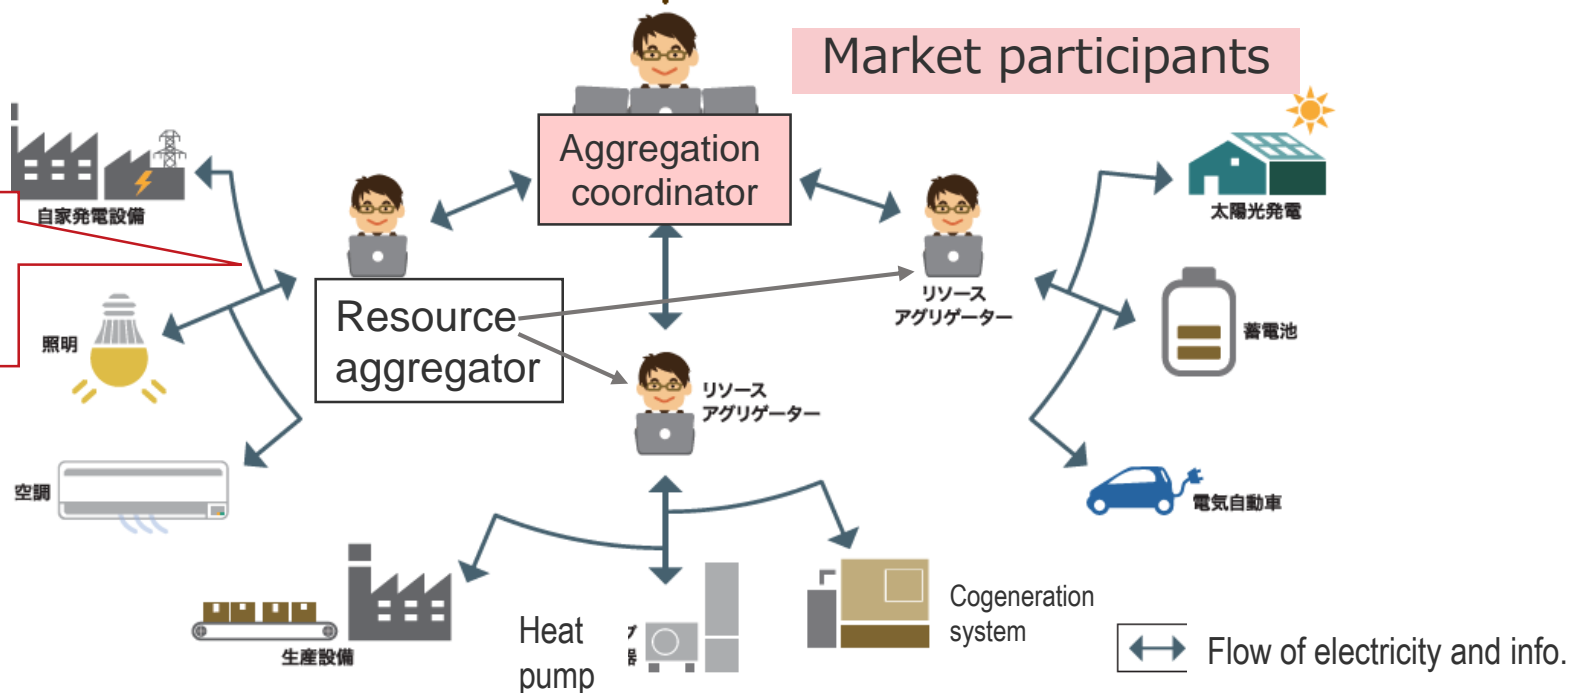 Market participants
Aggregation
coordinator
自家発電設備
太陽光発電
Resource
aggregator
リソース
アグリゲーター
照明
蓄電池
リソース
アグリゲーター
空調
電気自動車
生産設備
Heat
pump
プ
器
Cogeneration
system
Flow of electricity and info.